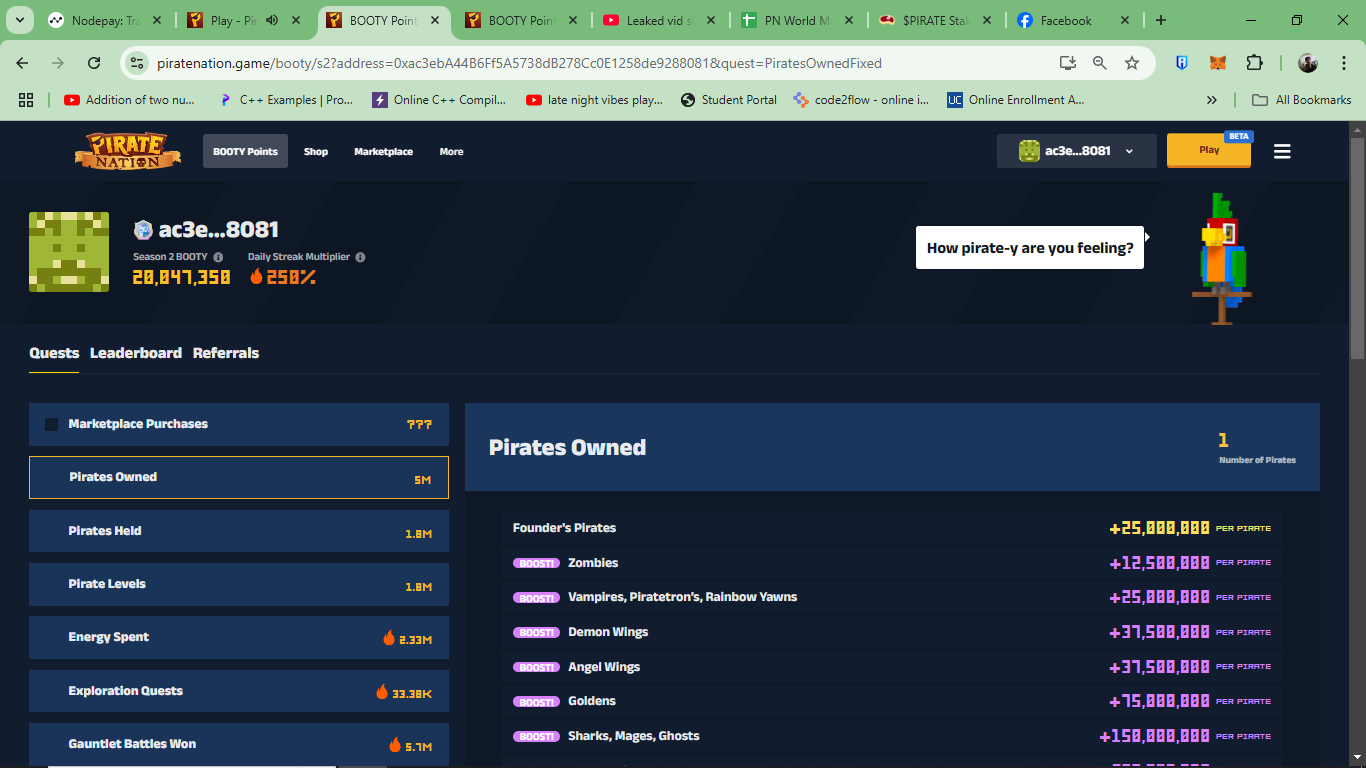 Nodepay: Tra
Play - Pir
BOOTY Point
BOOTY Point
Leaked vid s
PN World M
$PIRATE Stak
Facebook
piratenation.game/booty/s2?address=0xac3ebA44B6Ff5A5738dB278Cc0E1258de9288081&quest=PiratesOwnedFixed
Addition of two nu...
C++ Examples | Pro...
Online C++ Compil...
late night vibes play...
Student Portal
code2flow - online i...
UC
Online Enrollment A...
All Bookmarks
PIRATE NATION
BOOTY Points
Shop
Marketplace
More
ac3e...8081
Play
BETA
ac3e...8081
Season 2 BOOTY
Daily Streak Multiplier
20,047,350
250%
How pirate-y are you feeling?
Quests
Leaderboard
Referrals
Marketplace Purchases 777
Pirates Owned 5M
Pirates Held 1.8M
Pirate Levels 1.8M
Energy Spent 2.33M
Exploration Quests 33.38K
Gauntlet Battles Won 5.7M
Pirates Owned
1
Number of Pirates
Founder's Pirates +25,000,000 PER PIRATE
BOOST! Zombies +12,500,000 PER PIRATE
BOOST! Vampires, Piratetron's, Rainbow Yawns +25,000,000 PER PIRATE
BOOST! Demon Wings +37,500,000 PER PIRATE
BOOST! Angel Wings +37,500,000 PER PIRATE
BOOST! Goldens +75,000,000 PER PIRATE
BOOST! Sharks, Mages, Ghosts +150,000,000 PER PIRATE